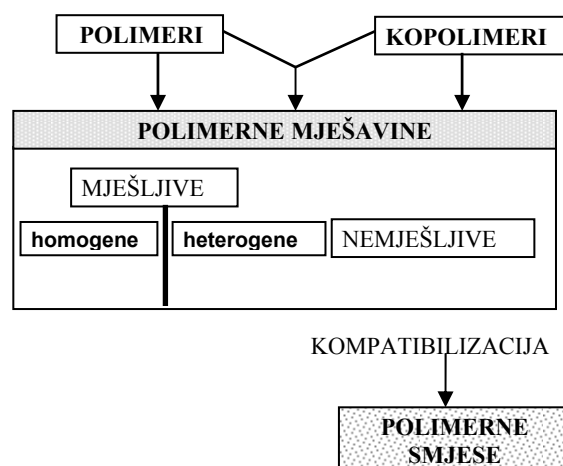 POLIMERI
KOPOLIMERI
POLIMERNE MJEŠAVINE
MJEŠLJIVE
homogene
heterogene
NEMJEŠLJIVE
KOMPATIBILIZACIJA
POLIMERNE
SMJESE